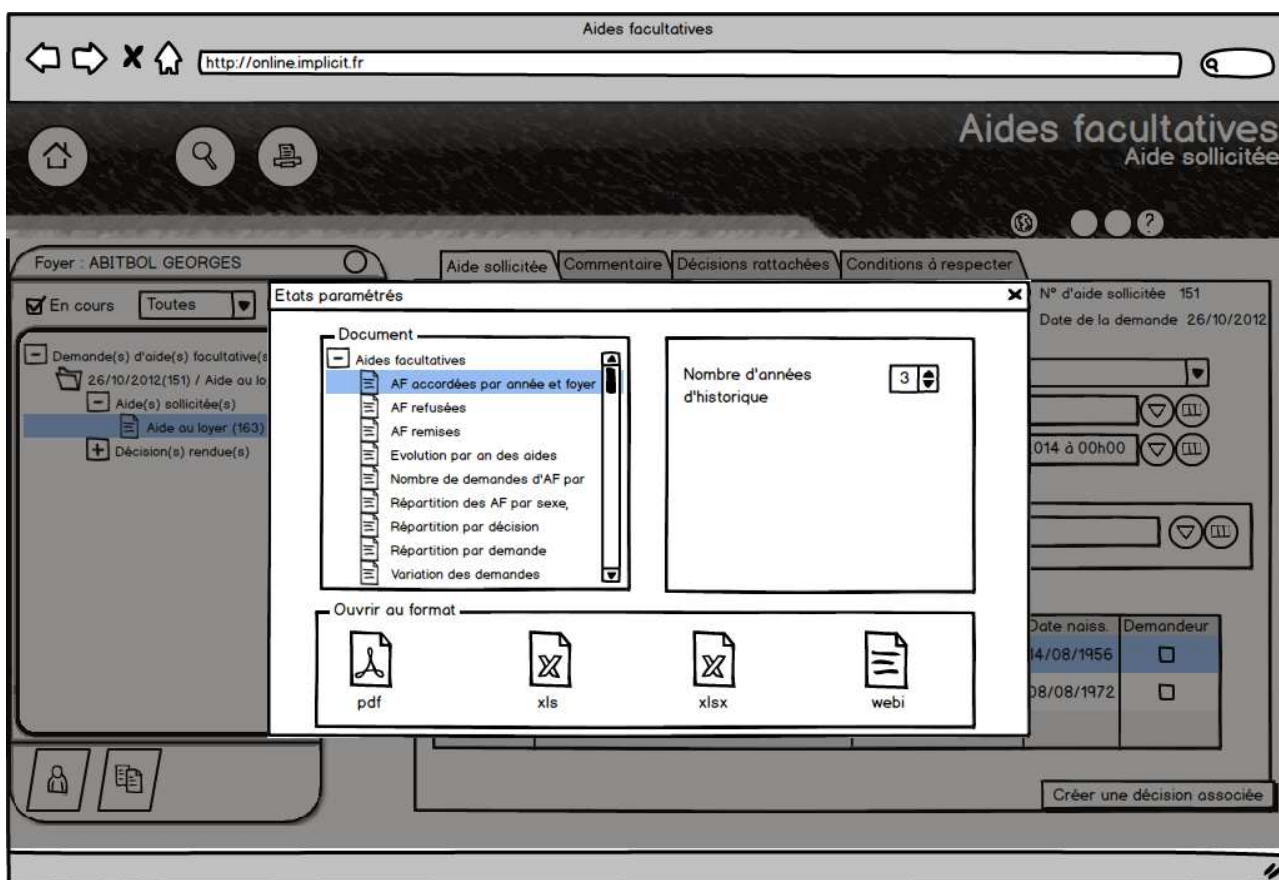 Aides facultatives
http://online.implicit.fr
Aides facultatives
Aide sollicitée
?
Foyer : ABITBOL GEORGES
Aide sollicitée Commentaire Décisions rattachées Conditions à respecter
En cours Toutes
Etats paramétrés
N° d'aide sollicitée 151
Date de la demande 26/10/2012
Demande(s) d'aide(s) facultative(s
26/10/2012(151) / Aide au lo
Aide(s) sollicitée(s)
Aide au loyer (163)
Décision(s) rendue(s)
Document
Aides facultatives
AF accordées par année et foyer
AF refusées
AF remises
Evolution par an des aides
Nombre de demandes d'AF par
Répartition des AF par sexe,
Répartition par décision
Répartition par demande
Variation des demandes
Nombre d'années
d'historique
3
014 à 00h00
Ouvrir au format
pdf xls xlsx webi
Date naiss. Demandeur
14/08/1956
08/08/1972
Créer une décision associée